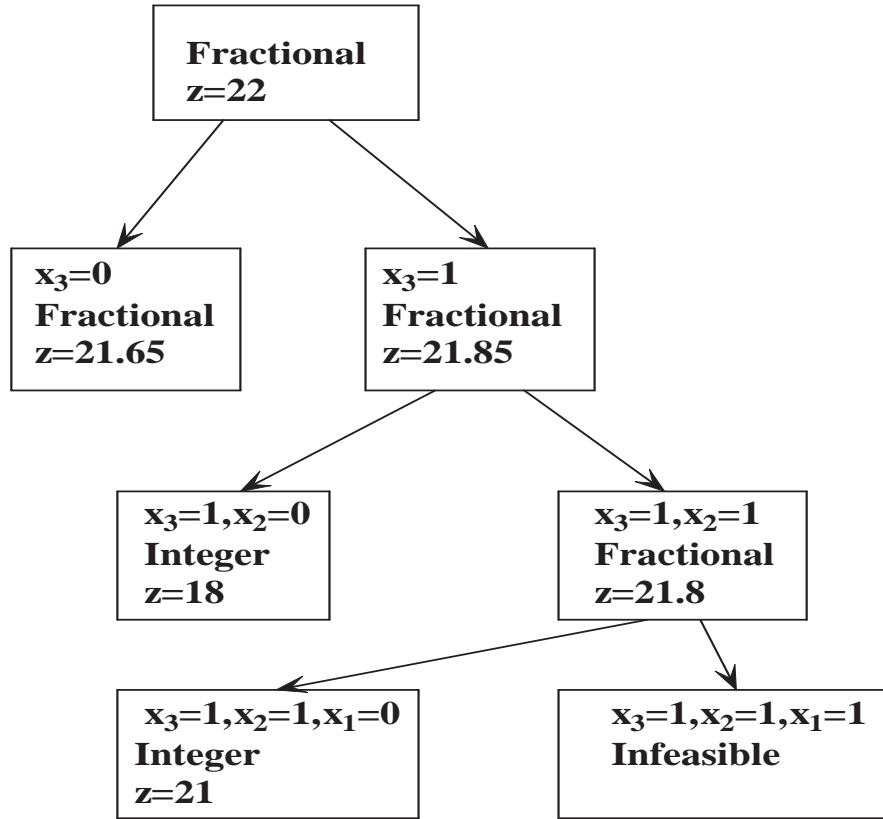 Fractional
z=22
x₃=0
Fractional
z=21.65
x₃=1
Fractional
z=21.85
x₃=1,x₂=0
Integer
z=18
x₃=1,x₂=1
Fractional
z=21.8
x₃=1,x₂=1,x₁=0
Integer
z=21
x₃=1,x₂=1,x₁=1
Infeasible